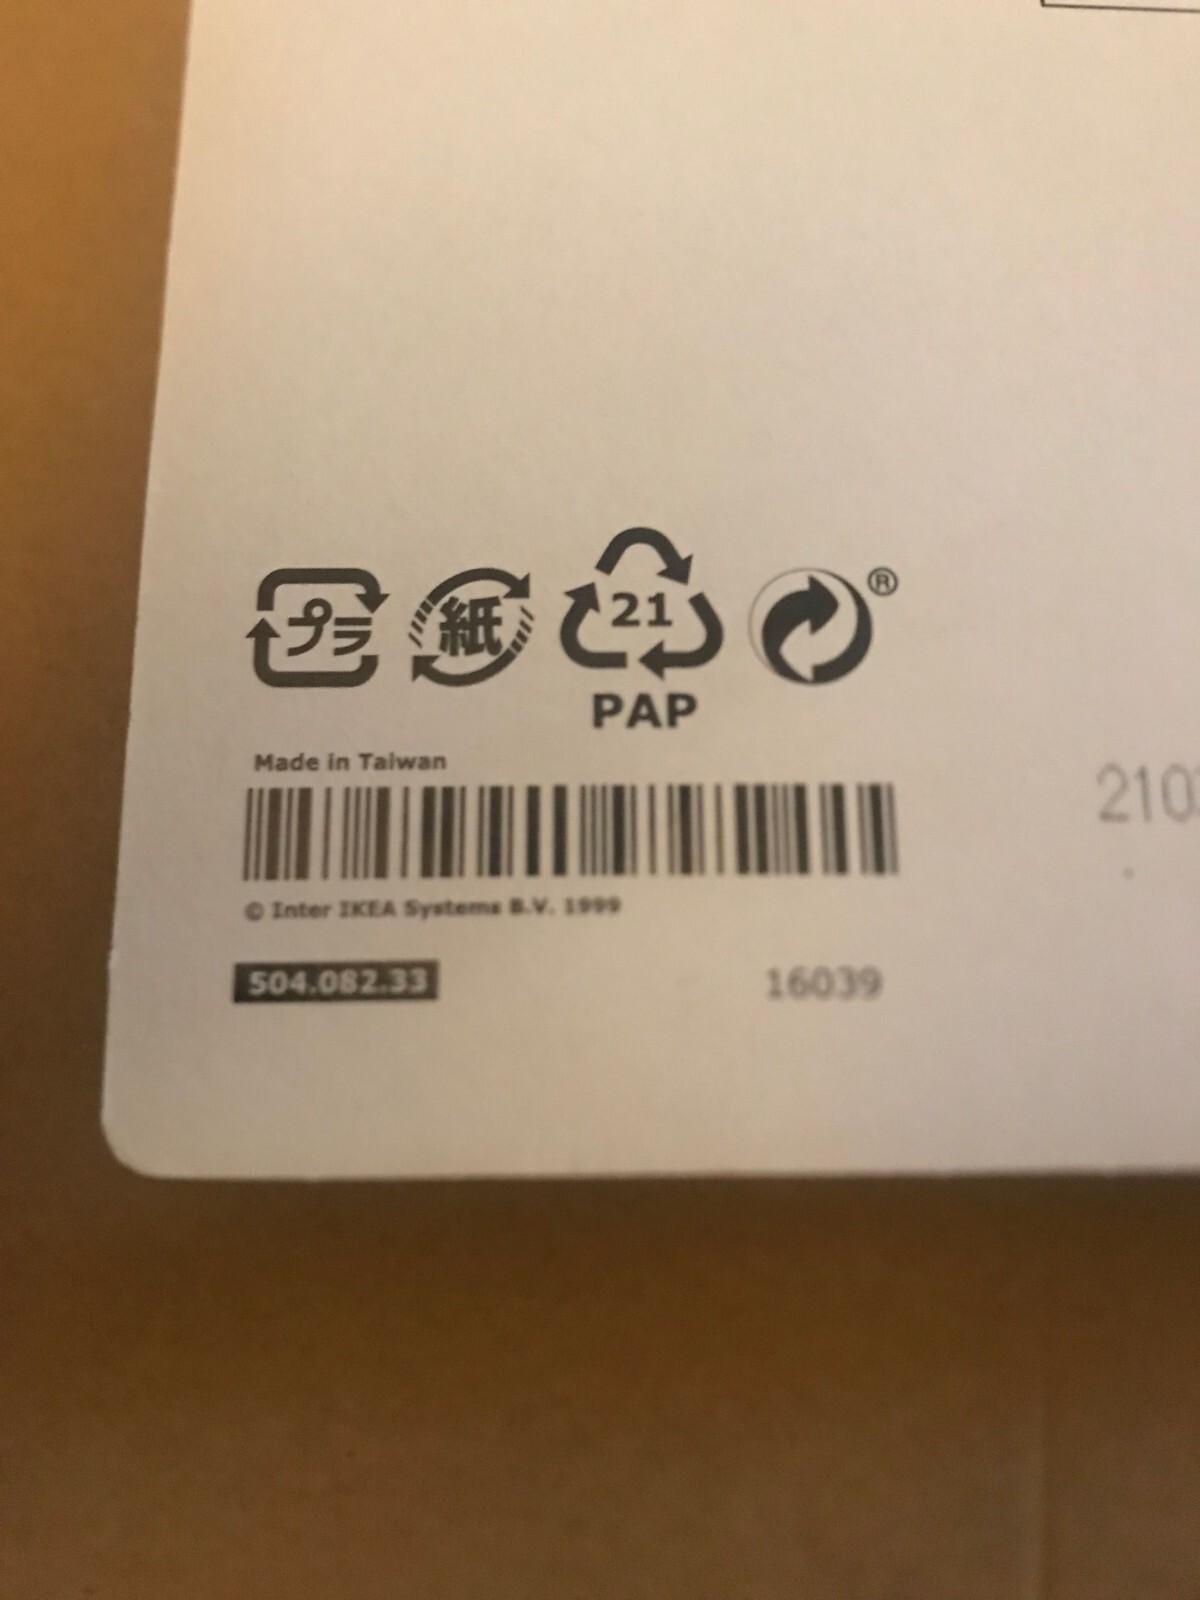 プラ 紙 21 ®
PAP
Made in Taiwan
© Inter IKEA Systems B.V. 1999
504.082.33 16039